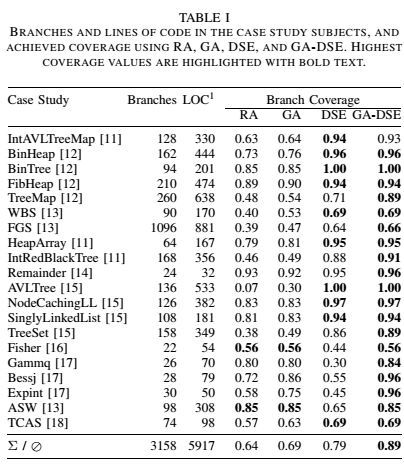 TABLE I
BRANCHES AND LINES OF CODE IN THE CASE STUDY SUBJECTS, AND
ACHIEVED COVERAGE USING RA, GA, DSE, AND GA-DSE. HIGHEST
COVERAGE VALUES ARE HIGHLIGHTED WITH BOLD TEXT.
Case Study Branches LOC¹ Branch Coverage
RA GA DSE GA-DSE
IntAVLTreeMap [11] 128 330 0.63 0.64 0.94 0.93
BinHeap [12] 162 444 0.73 0.76 0.96 0.96
BinTree [12] 94 201 0.85 0.85 1.00 1.00
FibHeap [12] 210 474 0.89 0.90 0.94 0.94
TreeMap [12] 260 638 0.48 0.54 0.71 0.89
WBS [13] 90 170 0.40 0.53 0.69 0.69
FGS [13] 1096 881 0.39 0.47 0.64 0.66
HeapArray [11] 64 167 0.79 0.81 0.95 0.95
IntRedBlackTree [11] 168 356 0.46 0.49 0.88 0.91
Remainder [14] 24 32 0.93 0.92 0.95 0.96
AVLTree [15] 136 533 0.07 0.30 1.00 1.00
NodeCachingLL [15] 126 382 0.83 0.83 0.97 0.97
SinglyLinkedList [15] 108 181 0.81 0.83 0.94 0.94
TreeSet [15] 158 349 0.38 0.49 0.86 0.89
Fisher [16] 22 54 0.56 0.56 0.44 0.56
Gammq [17] 26 70 0.80 0.80 0.30 0.84
Bessj [17] 28 79 0.72 0.86 0.55 0.96
Expint [17] 30 50 0.58 0.75 0.45 0.96
ASW [13] 98 308 0.85 0.85 0.65 0.85
TCAS [18] 74 98 0.57 0.63 0.69 0.69
Σ / ∅ 3158 5917 0.64 0.69 0.79 0.89